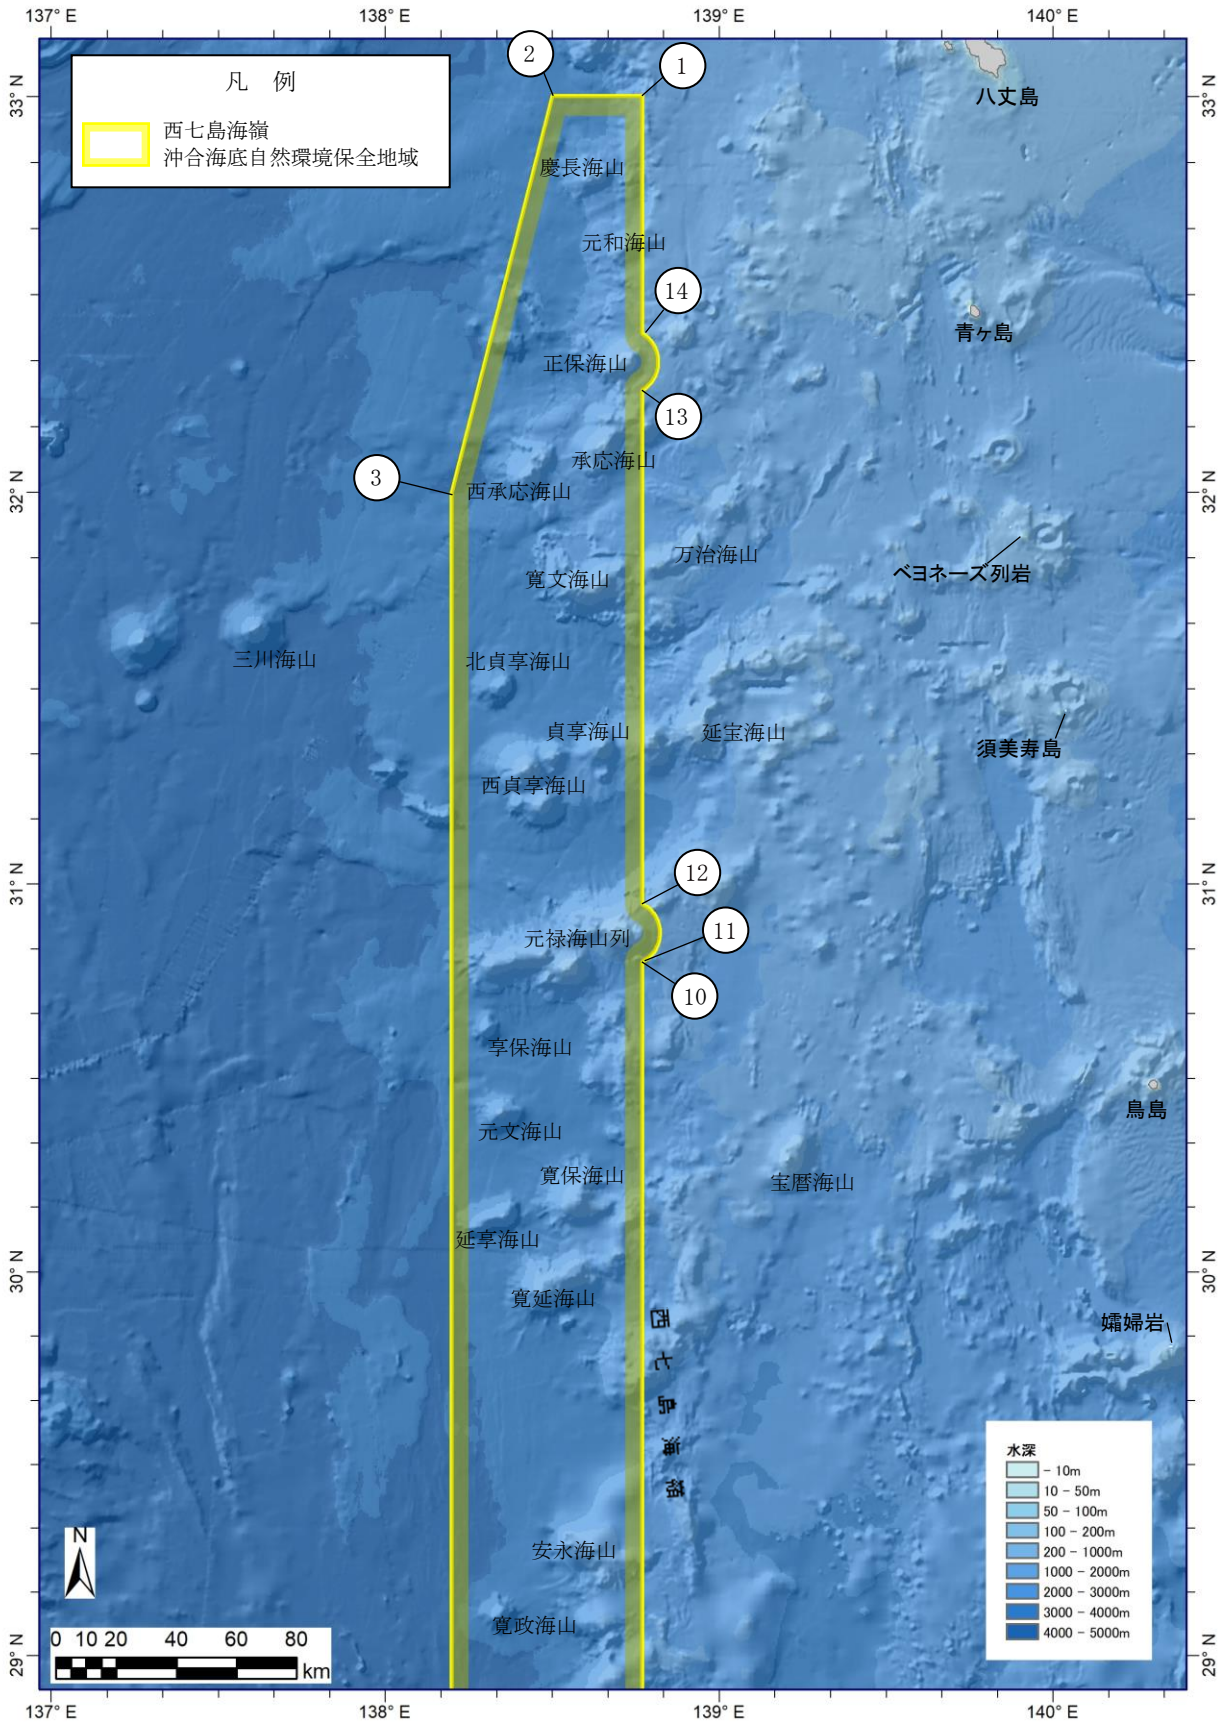 137° E
138° E
139° E
140° E
33° N
32° N
31° N
30° N
29° N
凡 例
西七島海嶺
沖合海底自然環境保全地域
2
1
八丈島
33° N
慶長海山
元和海山
14
青ヶ島
正保海山
13
承応海山
3
西承応海山
32° N
万治海山
ベヨネーズ列岩
寛文海山
三川海山
北貞享海山
貞享海山
延宝海山
須美寿島
西貞享海山
12
31° N
11
元禄海山列
10
享保海山
鳥島
元文海山
寛保海山
宝暦海山
延享海山
30° N
寛延海山
西七島海嶺
孀婦岩
水深
- 10m
10 - 50m
50 - 100m
100 - 200m
200 - 1000m
1000 - 2000m
2000 - 3000m
3000 - 4000m
4000 - 5000m
安永海山
寛政海山
29° N
N
0 10 20 40 60 80
km
137° E
138° E
139° E
140° E